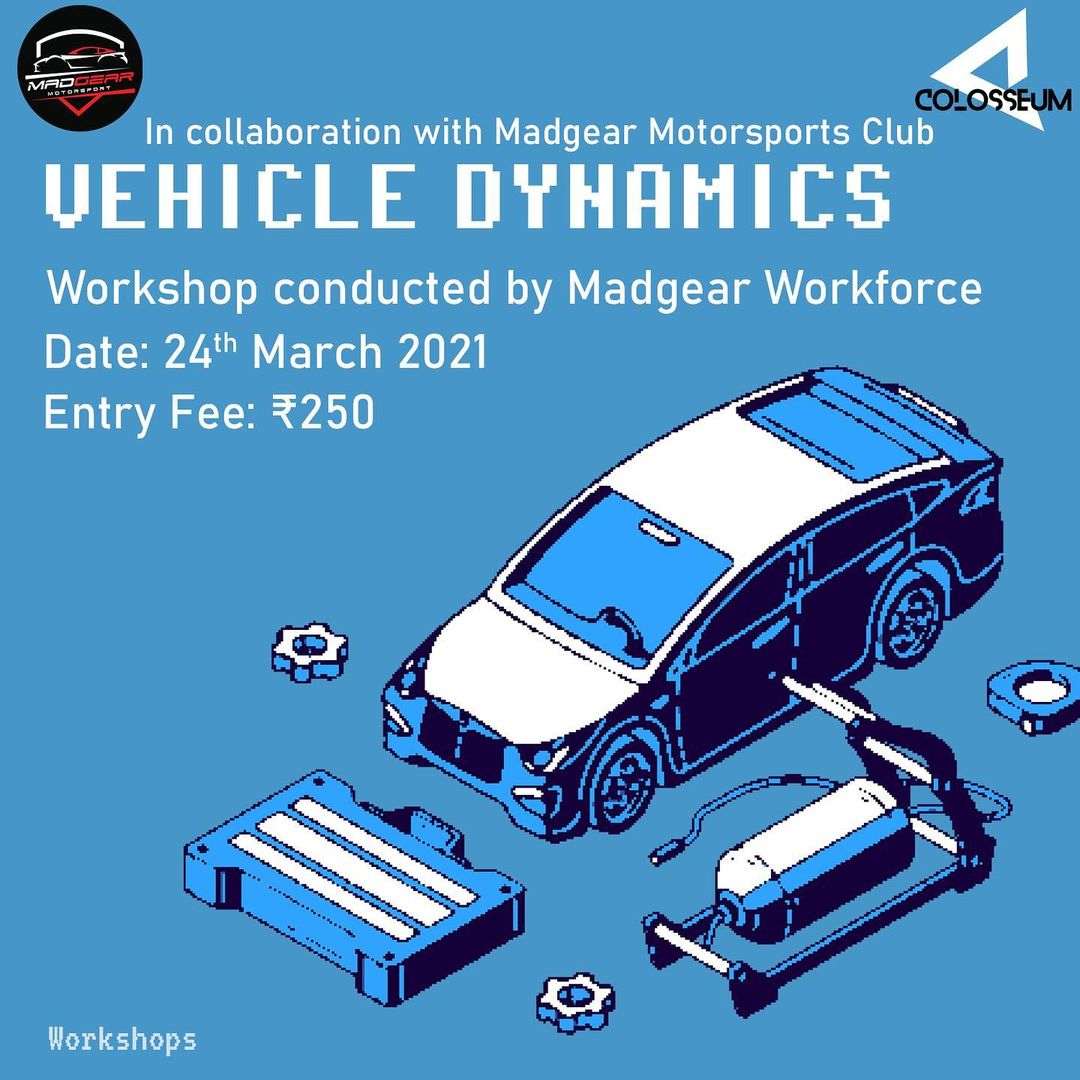 MADGEAR
MOTORSPORT
COLOSSEUM
In collaboration with Madgear Motorsports Club
VEHICLE DYNAMICS
Workshop conducted by Madgear Workforce
Date: 24th March 2021
Entry Fee: ₹250
Workshops